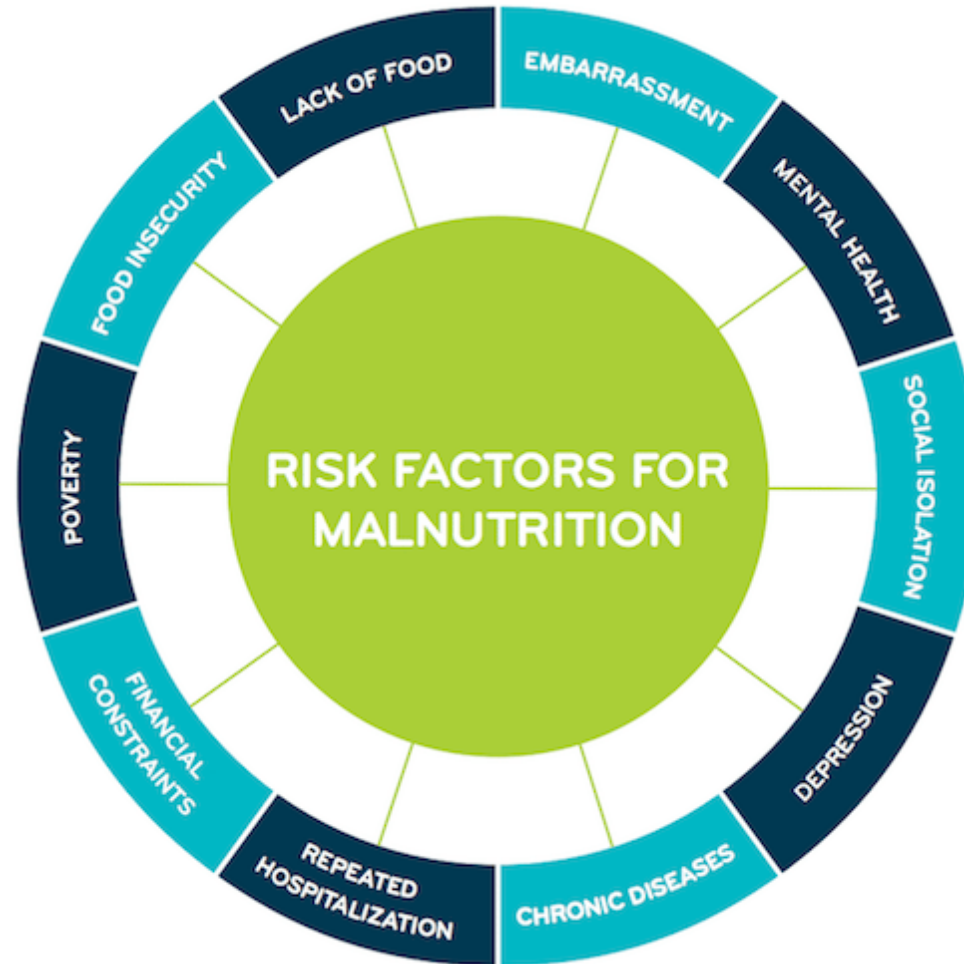 RISK FACTORS FOR
MALNUTRITION
EMBARRASSMENT
MENTAL HEALTH
SOCIAL ISOLATION
DEPRESSION
CHRONIC DISEASES
REPEATED
HOSPITALIZATION
FINANCIAL
CONSTRAINTS
POVERTY
FOOD INSECURITY
LACK OF FOOD